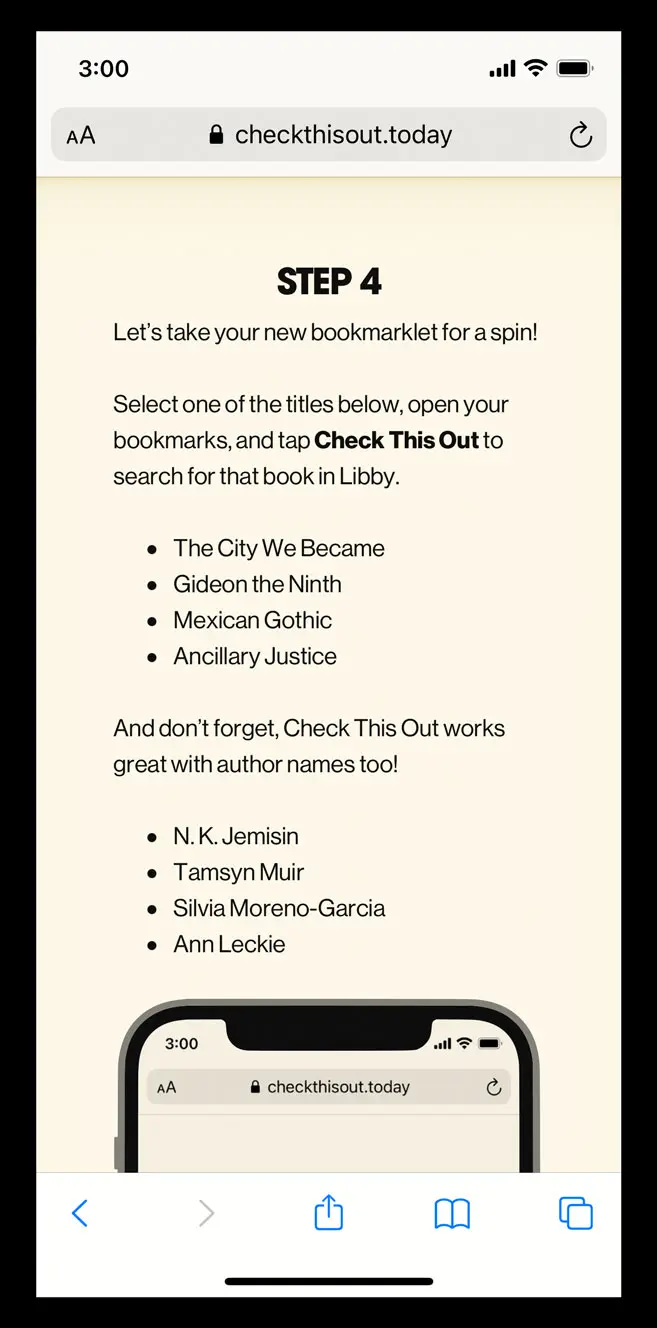 3:00
AA checkthisout.today
STEP 4
Let’s take your new bookmarklet for a spin!
Select one of the titles below, open your
bookmarks, and tap Check This Out to
search for that book in Libby.
• The City We Became
• Gideon the Ninth
• Mexican Gothic
• Ancillary Justice
And don’t forget, Check This Out works
great with author names too!
• N. K. Jemisin
• Tamsyn Muir
• Silvia Moreno-Garcia
• Ann Leckie
3:00
AA checkthisout.today